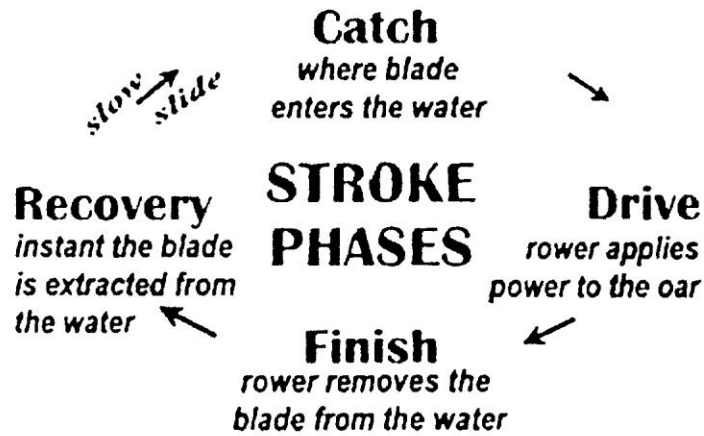 Catch
where blade
enters the water
slow
slide
STROKE
PHASES
Recovery
instant the blade
is extracted from
the water
Drive
rower applies
power to the oar
Finish
rower removes the
blade from the water